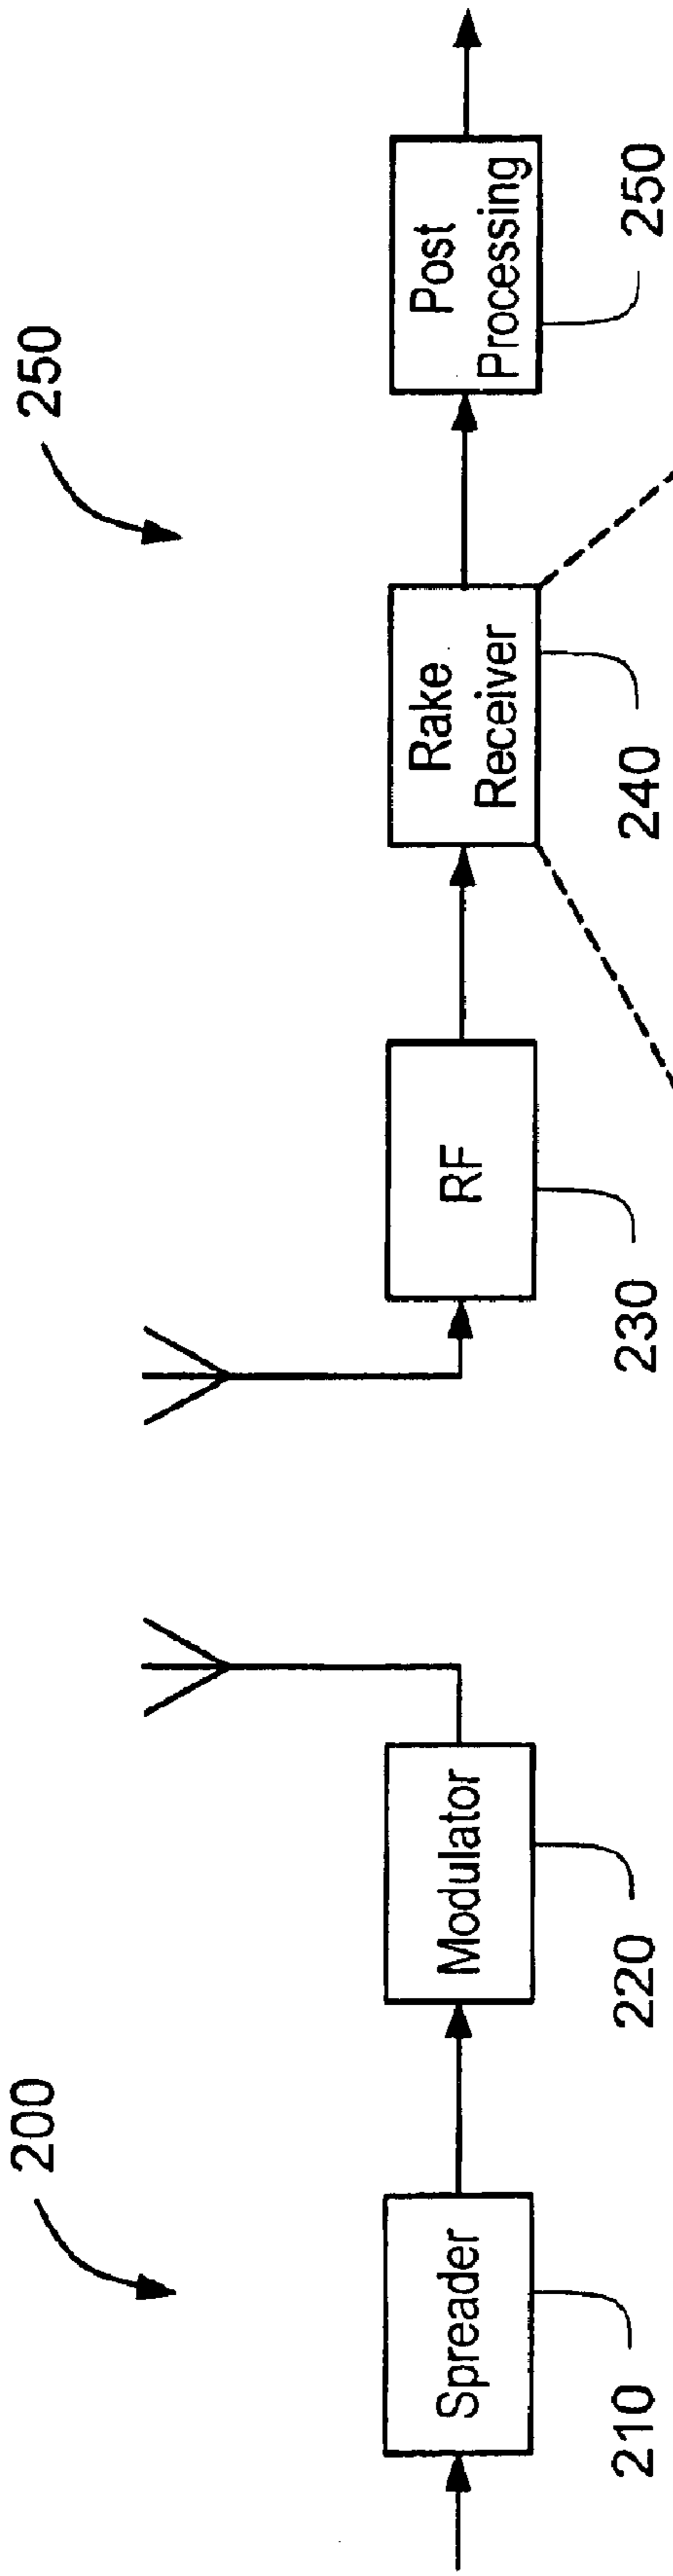 200
250
Spreader
Modulator
RF
Rake
Receiver
Post
Processing
210
220
230
240
250